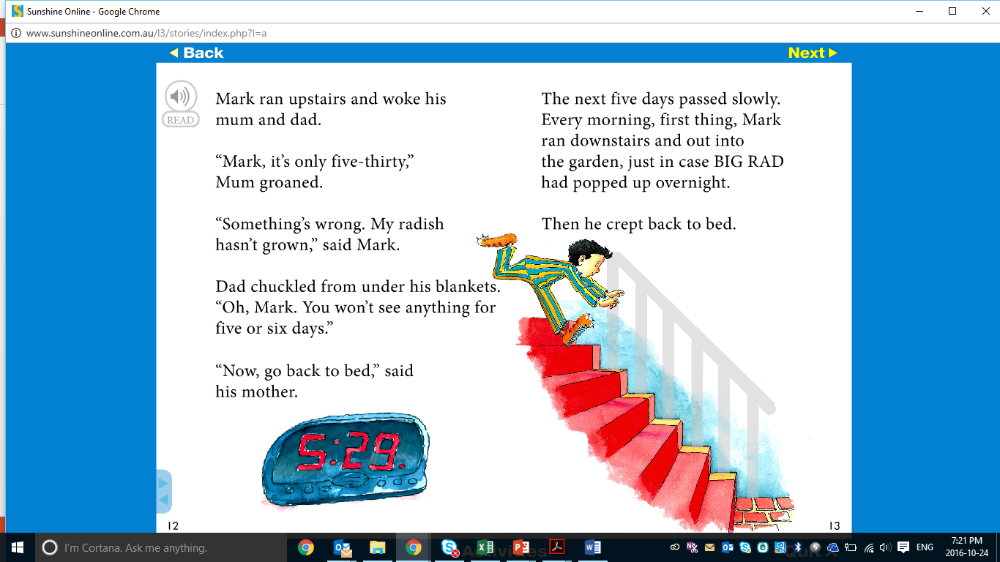 Sunshine Online - Google Chrome
www.sunshineonline.com.au/l3/stories/index.php?l=a
Back
Next
READ
Mark ran upstairs and woke his
mum and dad.
“Mark, it’s only five-thirty,”
Mum groaned.
“Something’s wrong. My radish
hasn’t grown,” said Mark.
Dad chuckled from under his blankets.
“Oh, Mark. You won’t see anything for
five or six days.”
“Now, go back to bed,” said
his mother.
5:29
12
The next five days passed slowly.
Every morning, first thing, Mark
ran downstairs and out into
the garden, just in case BIG RAD
had popped up overnight.
Then he crept back to bed.
13
I’m Cortana. Ask me anything.
Activities
Quit X
ENG
7:21 PM
2016-10-24